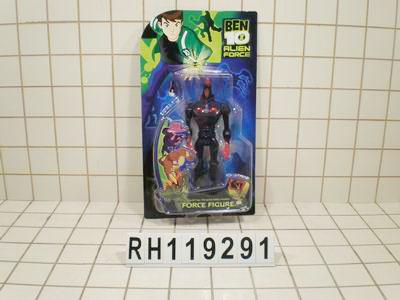 BEN
10
ALIEN
FORCE
FORCE FIGURE
RH119291